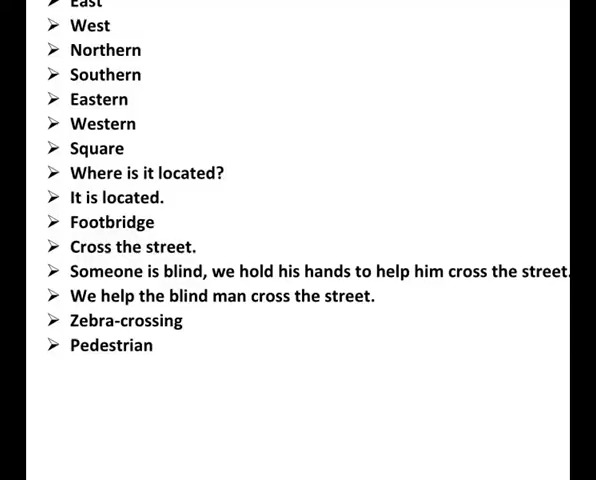 East
➢ West
➢ Northern
➢ Southern
➢ Eastern
➢ Western
➢ Square
➢ Where is it located?
➢ It is located.
➢ Footbridge
➢ Cross the street.
➢ Someone is blind, we hold his hands to help him cross the street.
➢ We help the blind man cross the street.
➢ Zebra-crossing
➢ Pedestrian